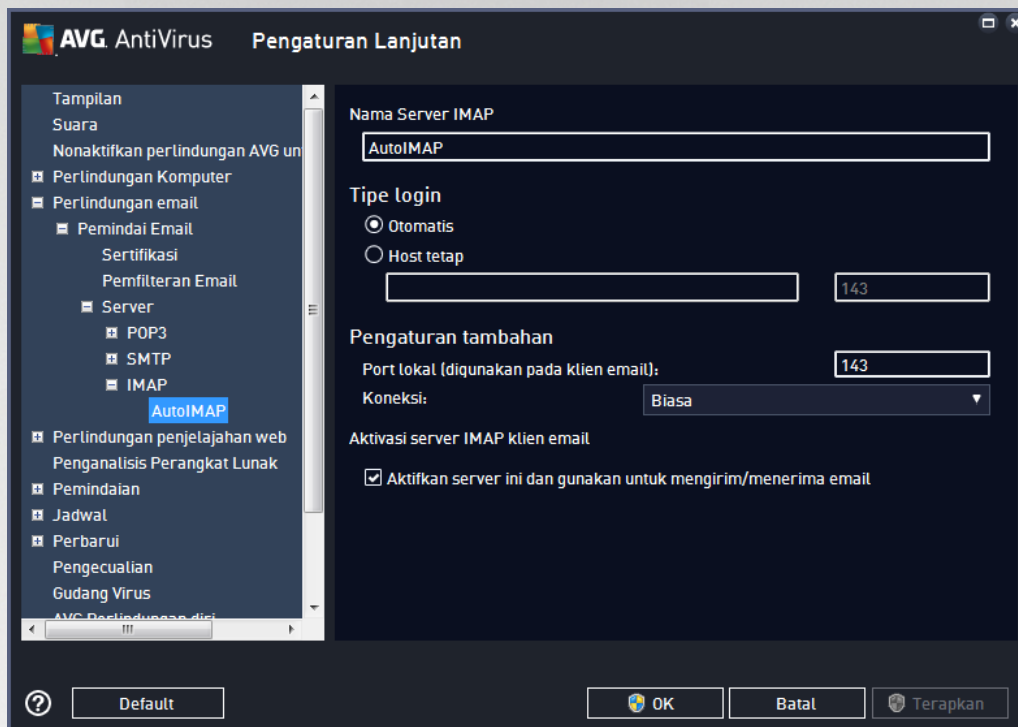 AVG. AntiVirus Pengaturan Lanjutan
Tampilan
Suara
Nonaktifkan perlindungan AVG un
Perlindungan Komputer
Perlindungan email
Pemindai Email
Sertifikasi
Pemfilteran Email
Server
POP3
SMTP
IMAP
AutoIMAP
Perlindungan penjelajahan web
Penganalisis Perangkat Lunak
Pemindaian
Jadwal
Perbarui
Pengecualian
Gudang Virus
AVG Perlindungan diri
Nama Server IMAP
AutoIMAP
Tipe login
Otomatis
Host tetap
143
Pengaturan tambahan
Port lokal (digunakan pada klien email): 143
Koneksi: Biasa
Aktivasi server IMAP klien email
Aktifkan server ini dan gunakan untuk mengirim/menerima email
Default OK Batal Terapkan